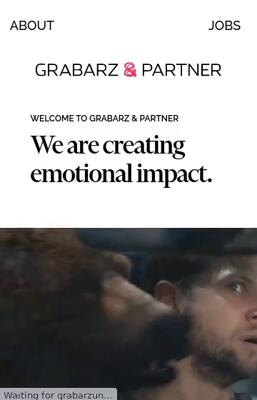 ABOUT
JOBS
GRABARZ & PARTNER
WELCOME TO GRABARZ & PARTNER
We are creating
emotional impact.
Waiting for grabarzun...